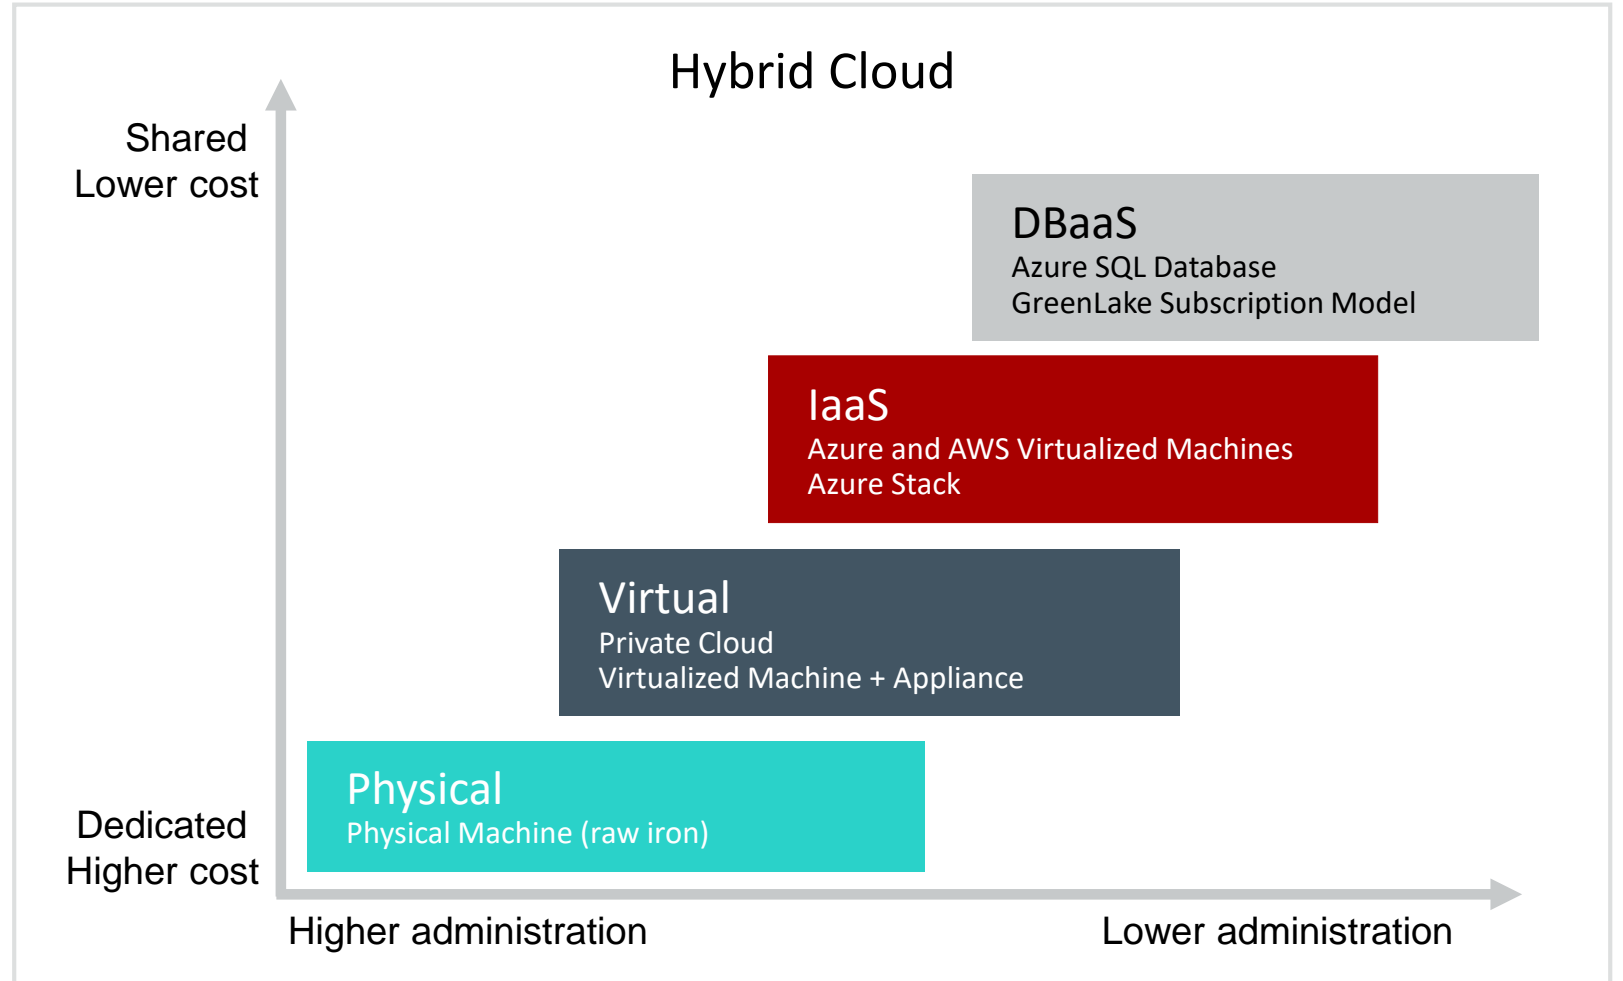 Hybrid Cloud
Shared
Lower cost
DBaaS
Azure SQL Database
GreenLake Subscription Model
IaaS
Azure and AWS Virtualized Machines
Azure Stack
Virtual
Private Cloud
Virtualized Machine + Appliance
Physical
Physical Machine (raw iron)
Dedicated
Higher cost
Higher administration
Lower administration